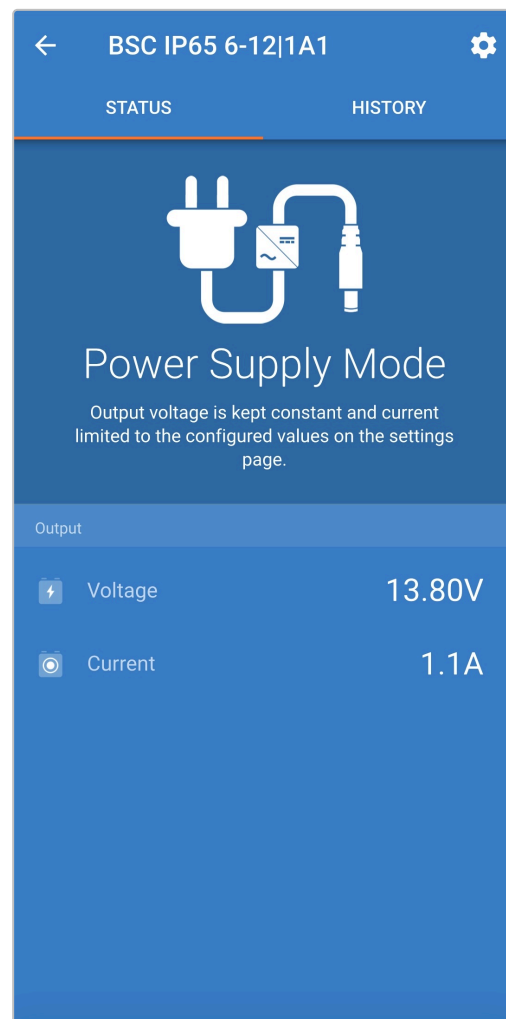 BSC IP65 6-12|1A1
STATUS
HISTORY
Power Supply Mode
Output voltage is kept constant and current
limited to the configured values on the settings
page.
Output
Voltage
13.80V
Current
1.1A